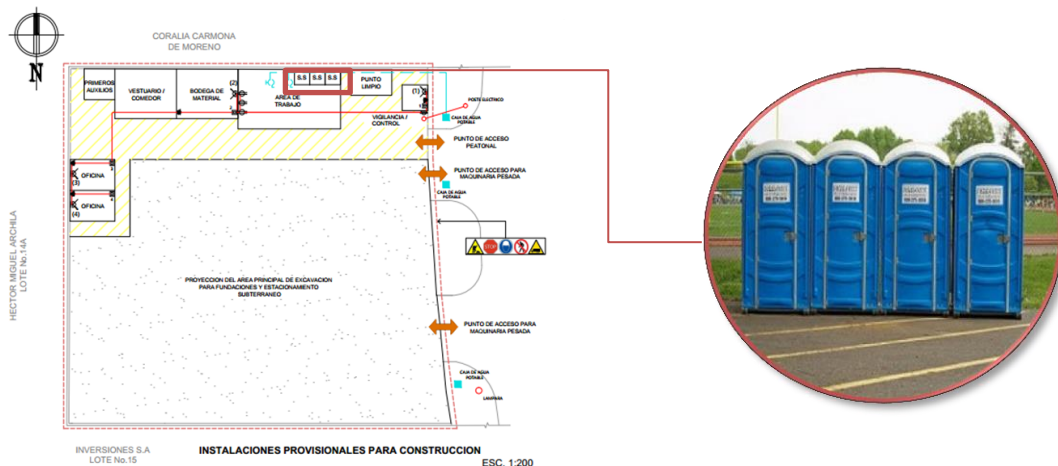 CORALIA CARMONA
DE MORENO
N
PRIMEROS
AUXILIOS
VESTUARIO /
COMEDOR
BODEGA DE
MATERIAL
(2)
S.S S.S S.S
AREA DE
TRABAJO
PUNTO
LIMPIO
(1)
VIGILANCIA /
CONTROL
POSTE ELECTRICO
CAJA DE AGUA
POTABLE
PUNTO DE ACCESO
PEATONAL
PUNTO DE ACCESO PARA
MAQUINARIA PESADA
CAJA DE AGUA
POTABLE
OFICINA
(3)
OFICINA
(4)
STOP
HECTOR MIGUEL ARCHILA
LOTE No.14A
PROYECCION DEL AREA PRINCIPAL DE EXCAVACION
PARA FUNDACIONES Y ESTACIONAMIENTO
SUBTERRANEO
PUNTO DE ACCESO PARA
MAQUINARIA PESADA
CAJA DE AGUA
POTABLE
LAMPARA
INVERSIONES S.A
LOTE No.15
INSTALACIONES PROVISIONALES PARA CONSTRUCCION
ESC. 1:200